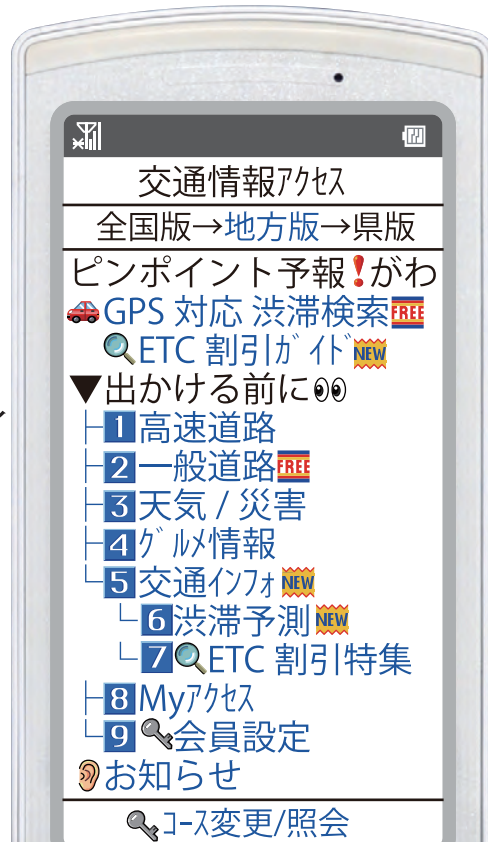 交通情報ｱｸｾｽ
全国版→地方版→県版
ピンポイント予報❗がわ
GPS 対応 渋滞検索FREE
ETC 割引ｶﾞｲﾄﾞNEW
▼出かける前に
├1高速道路
├2一般道路FREE
├3天気 / 災害
├4ｸﾞﾙﾒ情報
└5交通ｲﾝﾌｫNEW
└6渋滞予測NEW
└7ETC 割引特集
├8Myｱｸｾｽ
└9会員設定
お知らせ
ｺｰｽ変更/照会